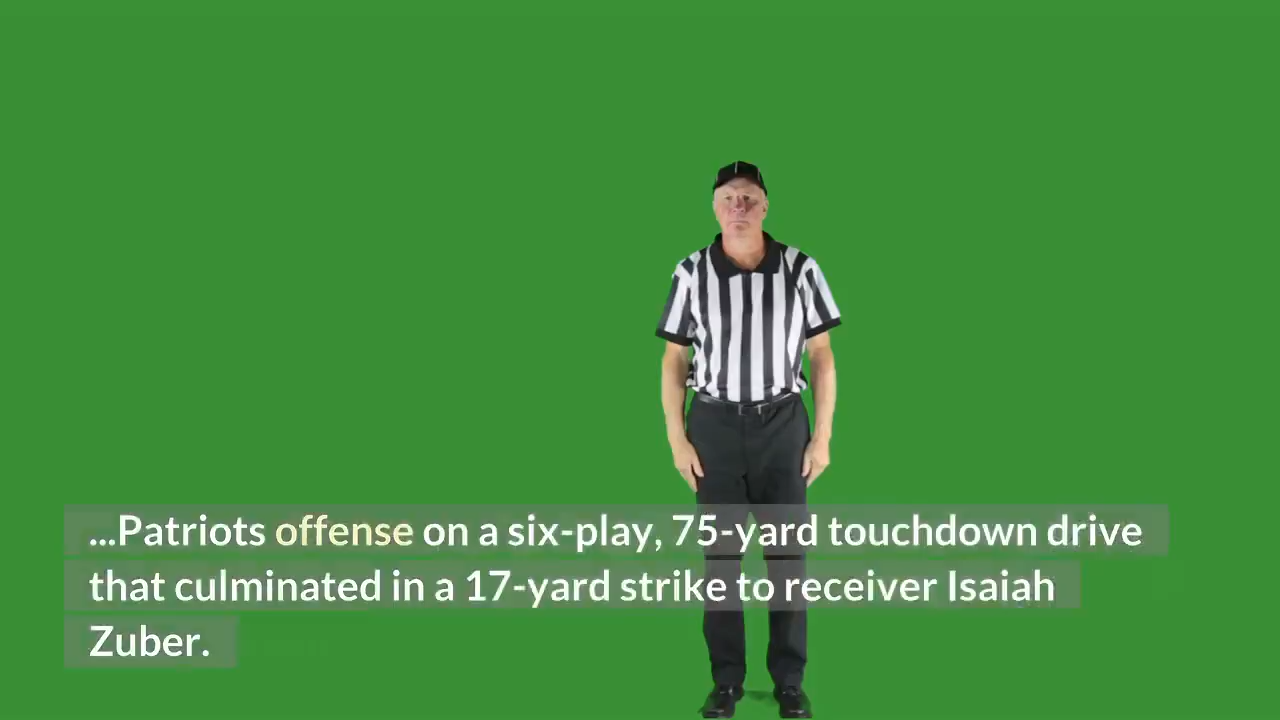 ...Patriots offense on a six-play, 75-yard touchdown drive
that culminated in a 17-yard strike to receiver Isaiah
Zuber.